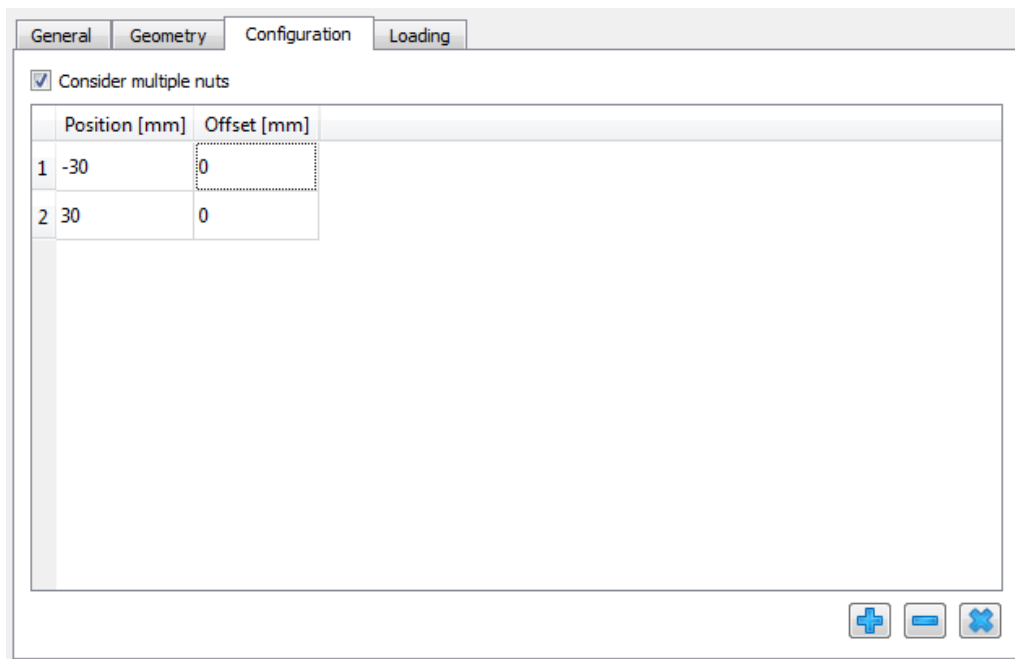 General Geometry Configuration Loading
Consider multiple nuts
Position [mm] Offset [mm]
1 -30 0
2 30 0